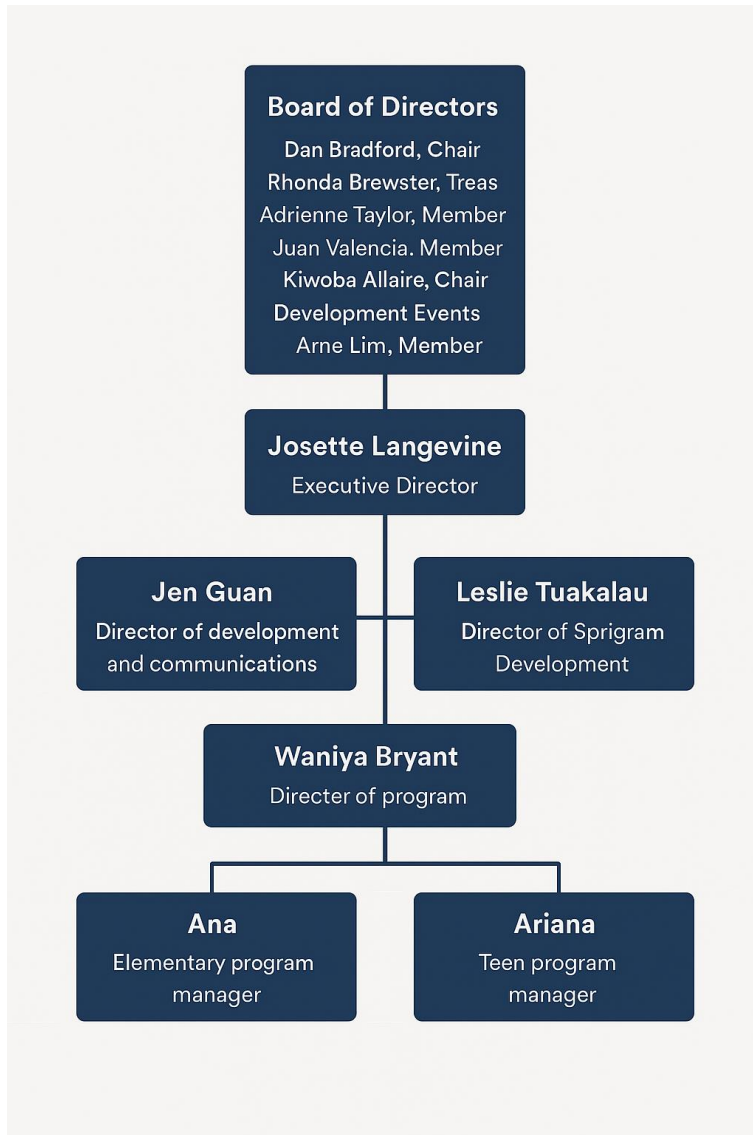 Board of Directors
Dan Bradford, Chair
Rhonda Brewster, Treas
Adrienne Taylor, Member
Juan Valencia. Member
Kiwoba Allaire, Chair
Development Events
Arne Lim, Member
Josette Langevine
Executive Director
Jen Guan
Director of development
and communications
Leslie Tuakalau
Director of Sprigram
Development
Waniya Bryant
Directer of program
Ana
Elementary program
manager
Ariana
Teen program
manager